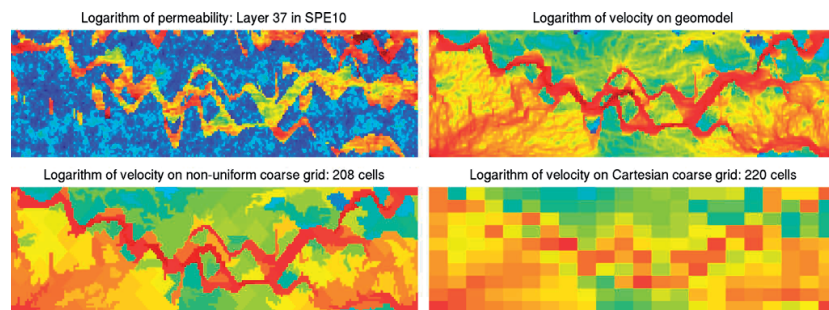 Logarithm of permeability: Layer 37 in SPE10
Logarithm of velocity on geomodel
Logarithm of velocity on non-uniform coarse grid: 208 cells
Logarithm of velocity on Cartesian coarse grid: 220 cells